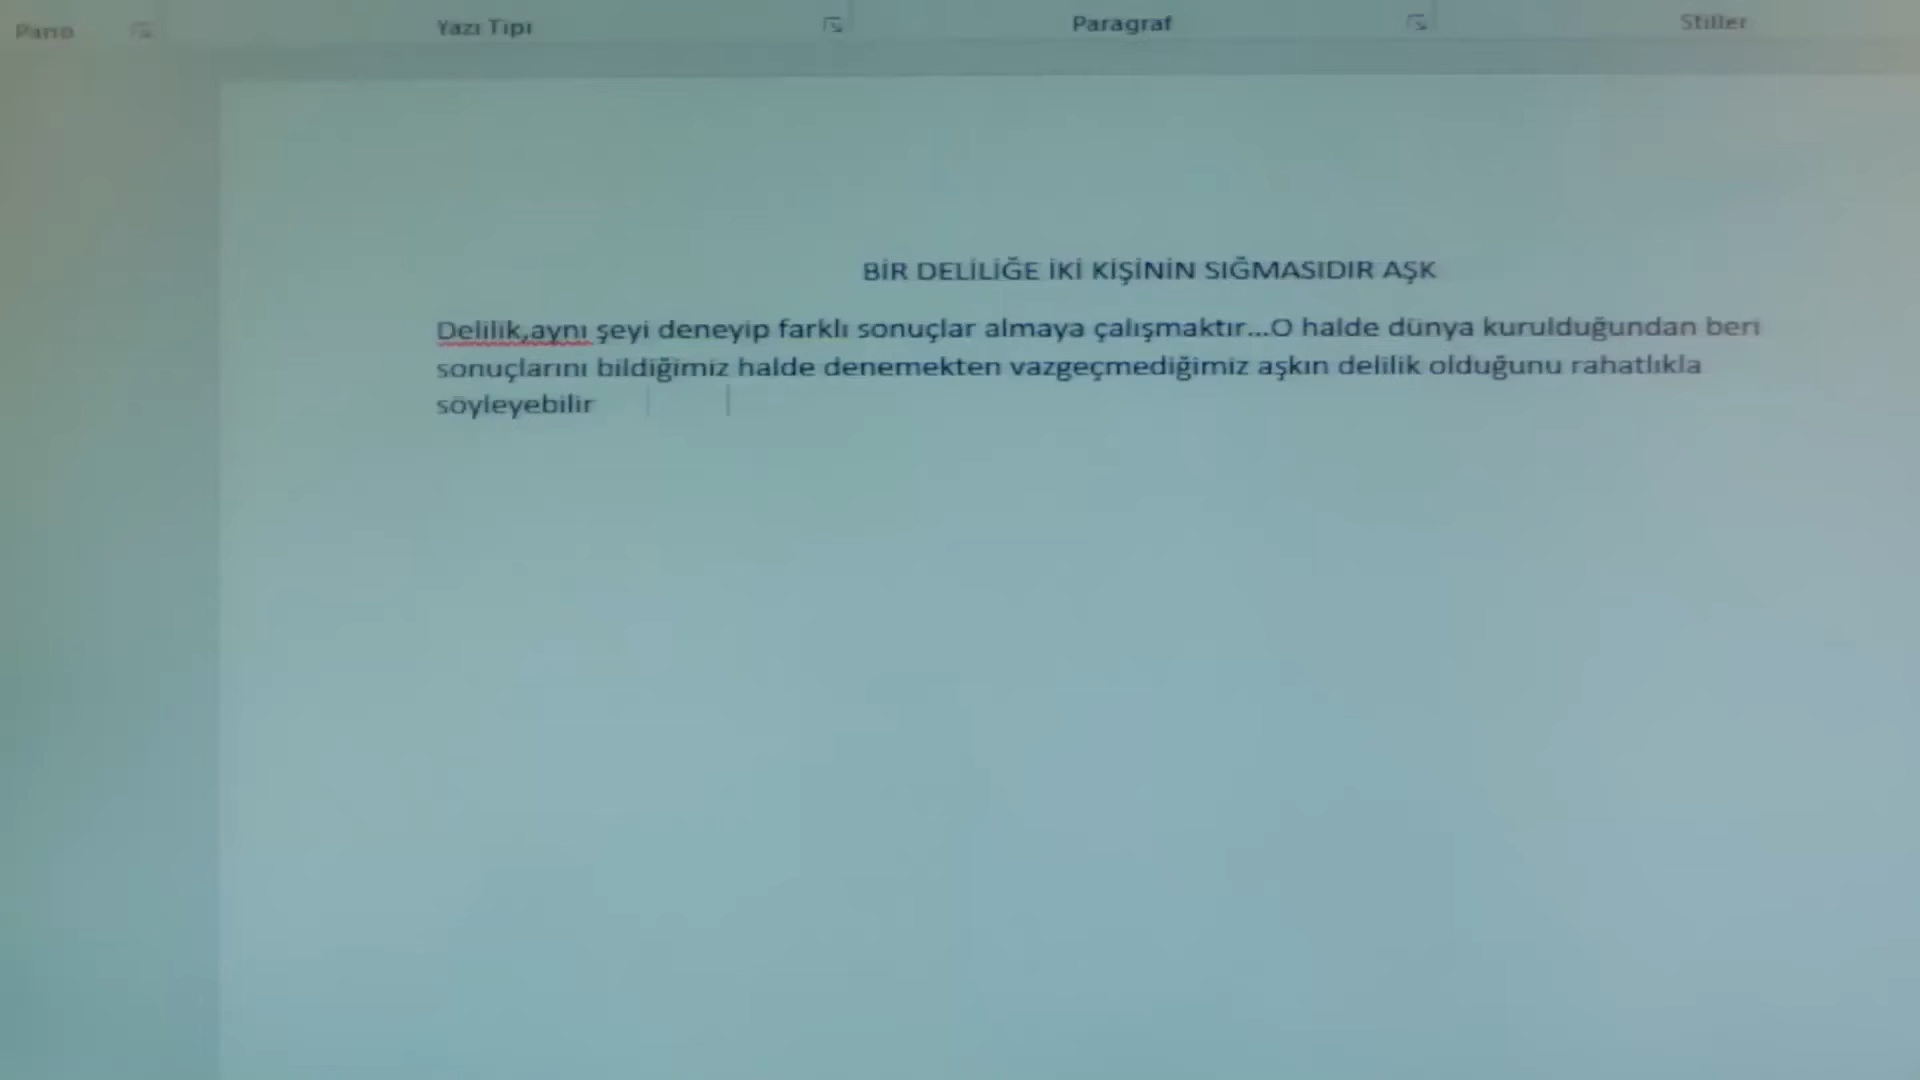 Pano
Yazı Tipi
Paragraf
Stiller
BİR DELİLİĞE İKİ KİŞİNİN SIĞMASIDIR AŞK
Delilik,aynı şeyi deneyip farklı sonuçlar almaya çalışmaktır...O halde dünya kurulduğundan beri
sonuçlarını bildiğimiz halde denemekten vazgeçmediğimiz aşkın delilik olduğunu rahatlıkla
söyleyebilir